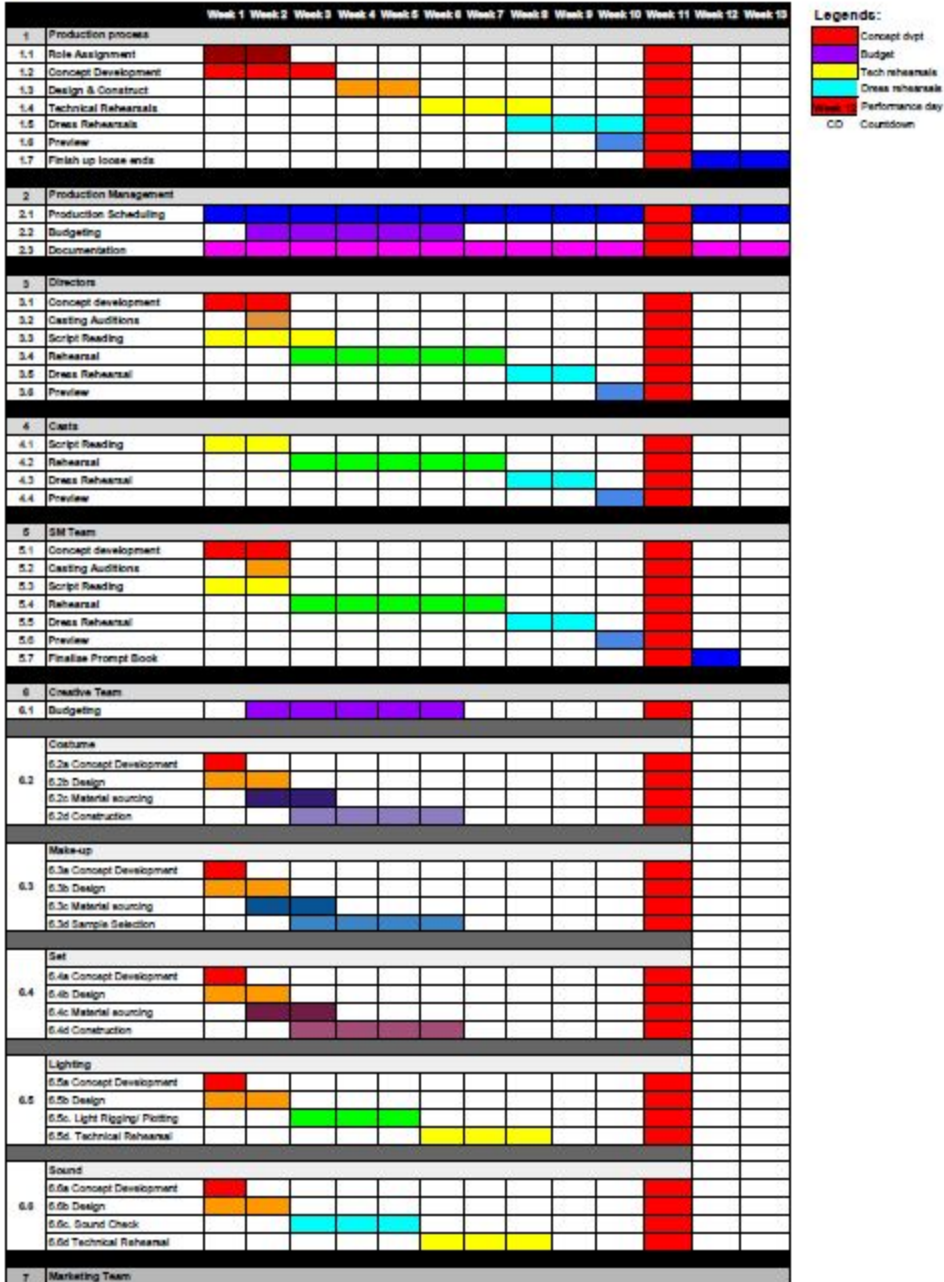 Week 1 Week 2 Week 3 Week 4 Week 5 Week 6 Week 7 Week 8 Week 9 Week 10 Week 11 Week 12 Week 13
Legends:
Concept dvpt
Budget
Tech rehearsals
Dress rehearsals
Performance day
CD Countdown
1 Production process
1.1 Role Assignment
1.2 Concept Development
1.3 Design & Construct
1.4 Technical Rehearsals
1.5 Dress Rehearsals
1.6 Preview
1.7 Finish up loose ends
2 Production Management
2.1 Production Scheduling
2.2 Budgeting
2.3 Documentation
3 Directors
3.1 Concept development
3.2 Casting Auditions
3.3 Script Reading
3.4 Rehearsal
3.5 Dress Rehearsal
3.6 Preview
4 Casts
4.1 Script Reading
4.2 Rehearsal
4.3 Dress Rehearsal
4.4 Preview
5 SM Team
5.1 Concept development
5.2 Casting Auditions
5.3 Script Reading
5.4 Rehearsal
5.5 Dress Rehearsal
5.6 Preview
5.7 Finalise Prompt Book
6 Creative Team
6.1 Budgeting
6.2 Costume
6.2a Concept Development
6.2b Design
6.2c Material sourcing
6.2d Construction
6.3 Make-up
6.3a Concept Development
6.3b Design
6.3c Material sourcing
6.3d Sample Selection
6.4 Set
6.4a Concept Development
6.4b Design
6.4c Material sourcing
6.4d Construction
6.5 Lighting
6.5a Concept Development
6.5b Design
6.5c. Light Rigging/ Plotting
6.5d. Technical Rehearsal
6.6 Sound
6.6a Concept Development
6.6b Design
6.6c. Sound Check
6.6d Technical Rehearsal
7 Marketing Team